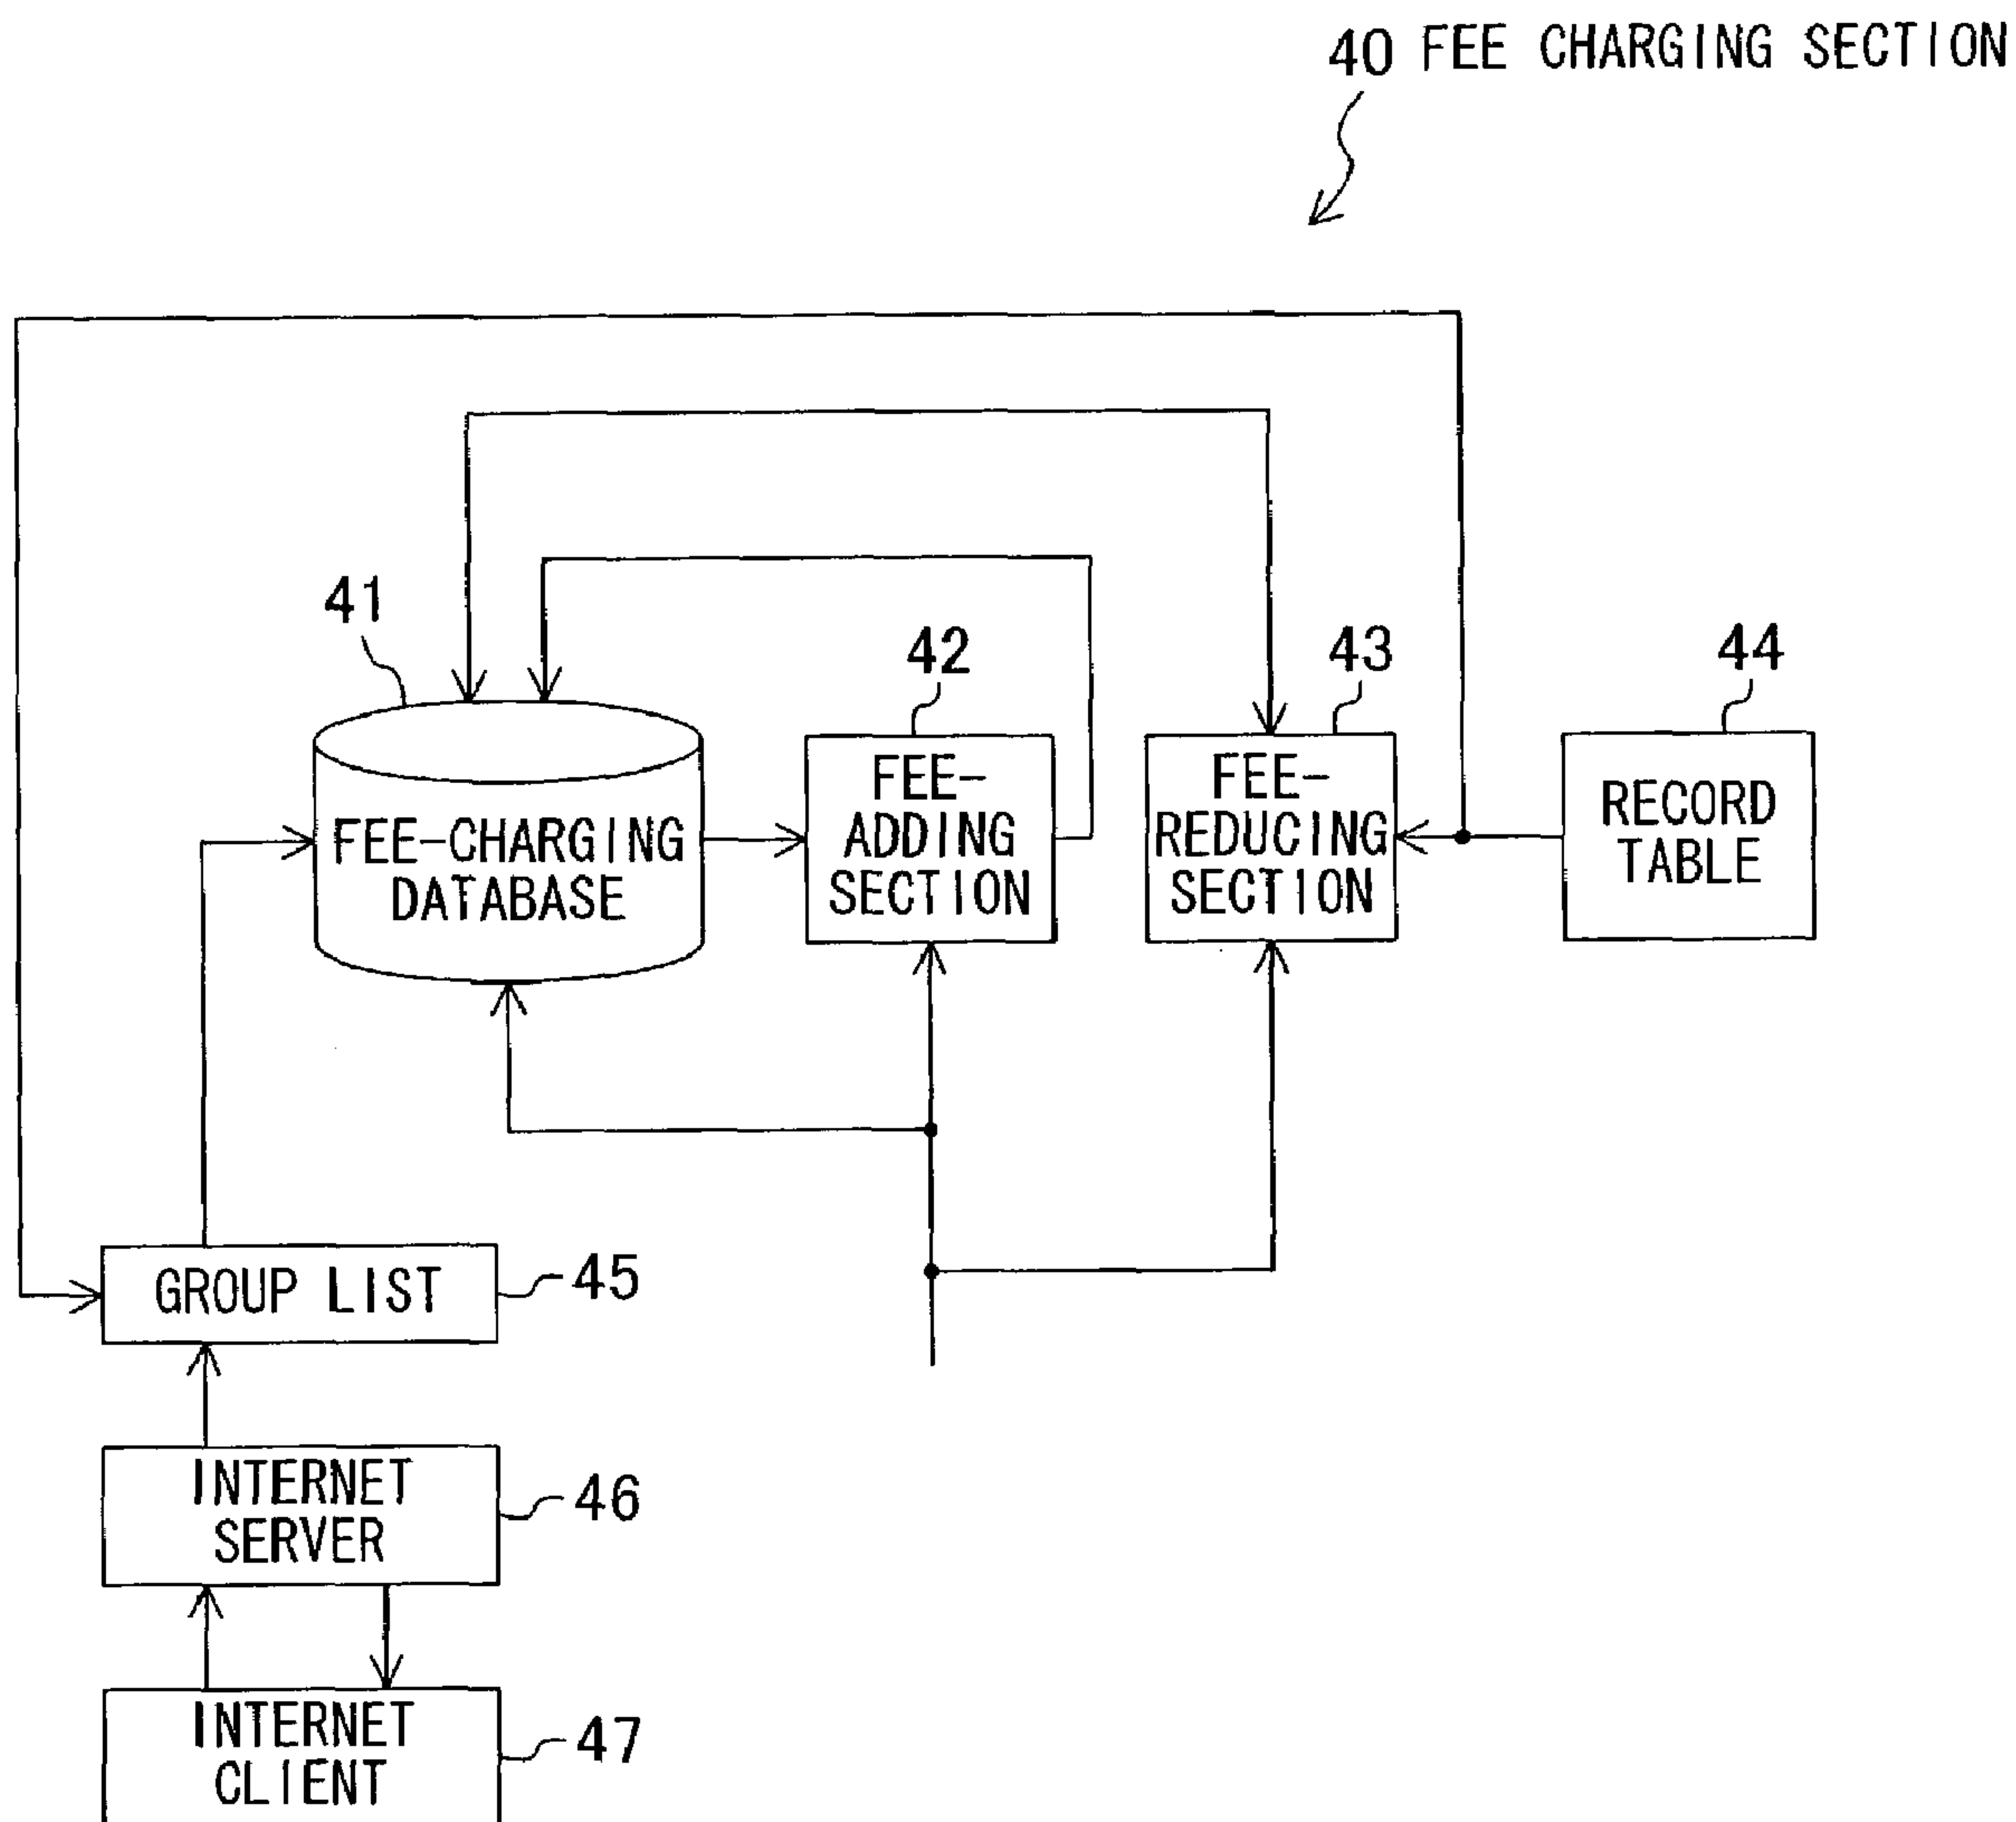 40 FEE CHARGING SECTION
41
42
43
44
FEE-CHARGING
DATABASE
FEE-
ADDING
SECTION
FEE-
REDUCING
SECTION
RECORD
TABLE
GROUP LIST
45
INTERNET
SERVER
46
INTERNET
CLIENT
47